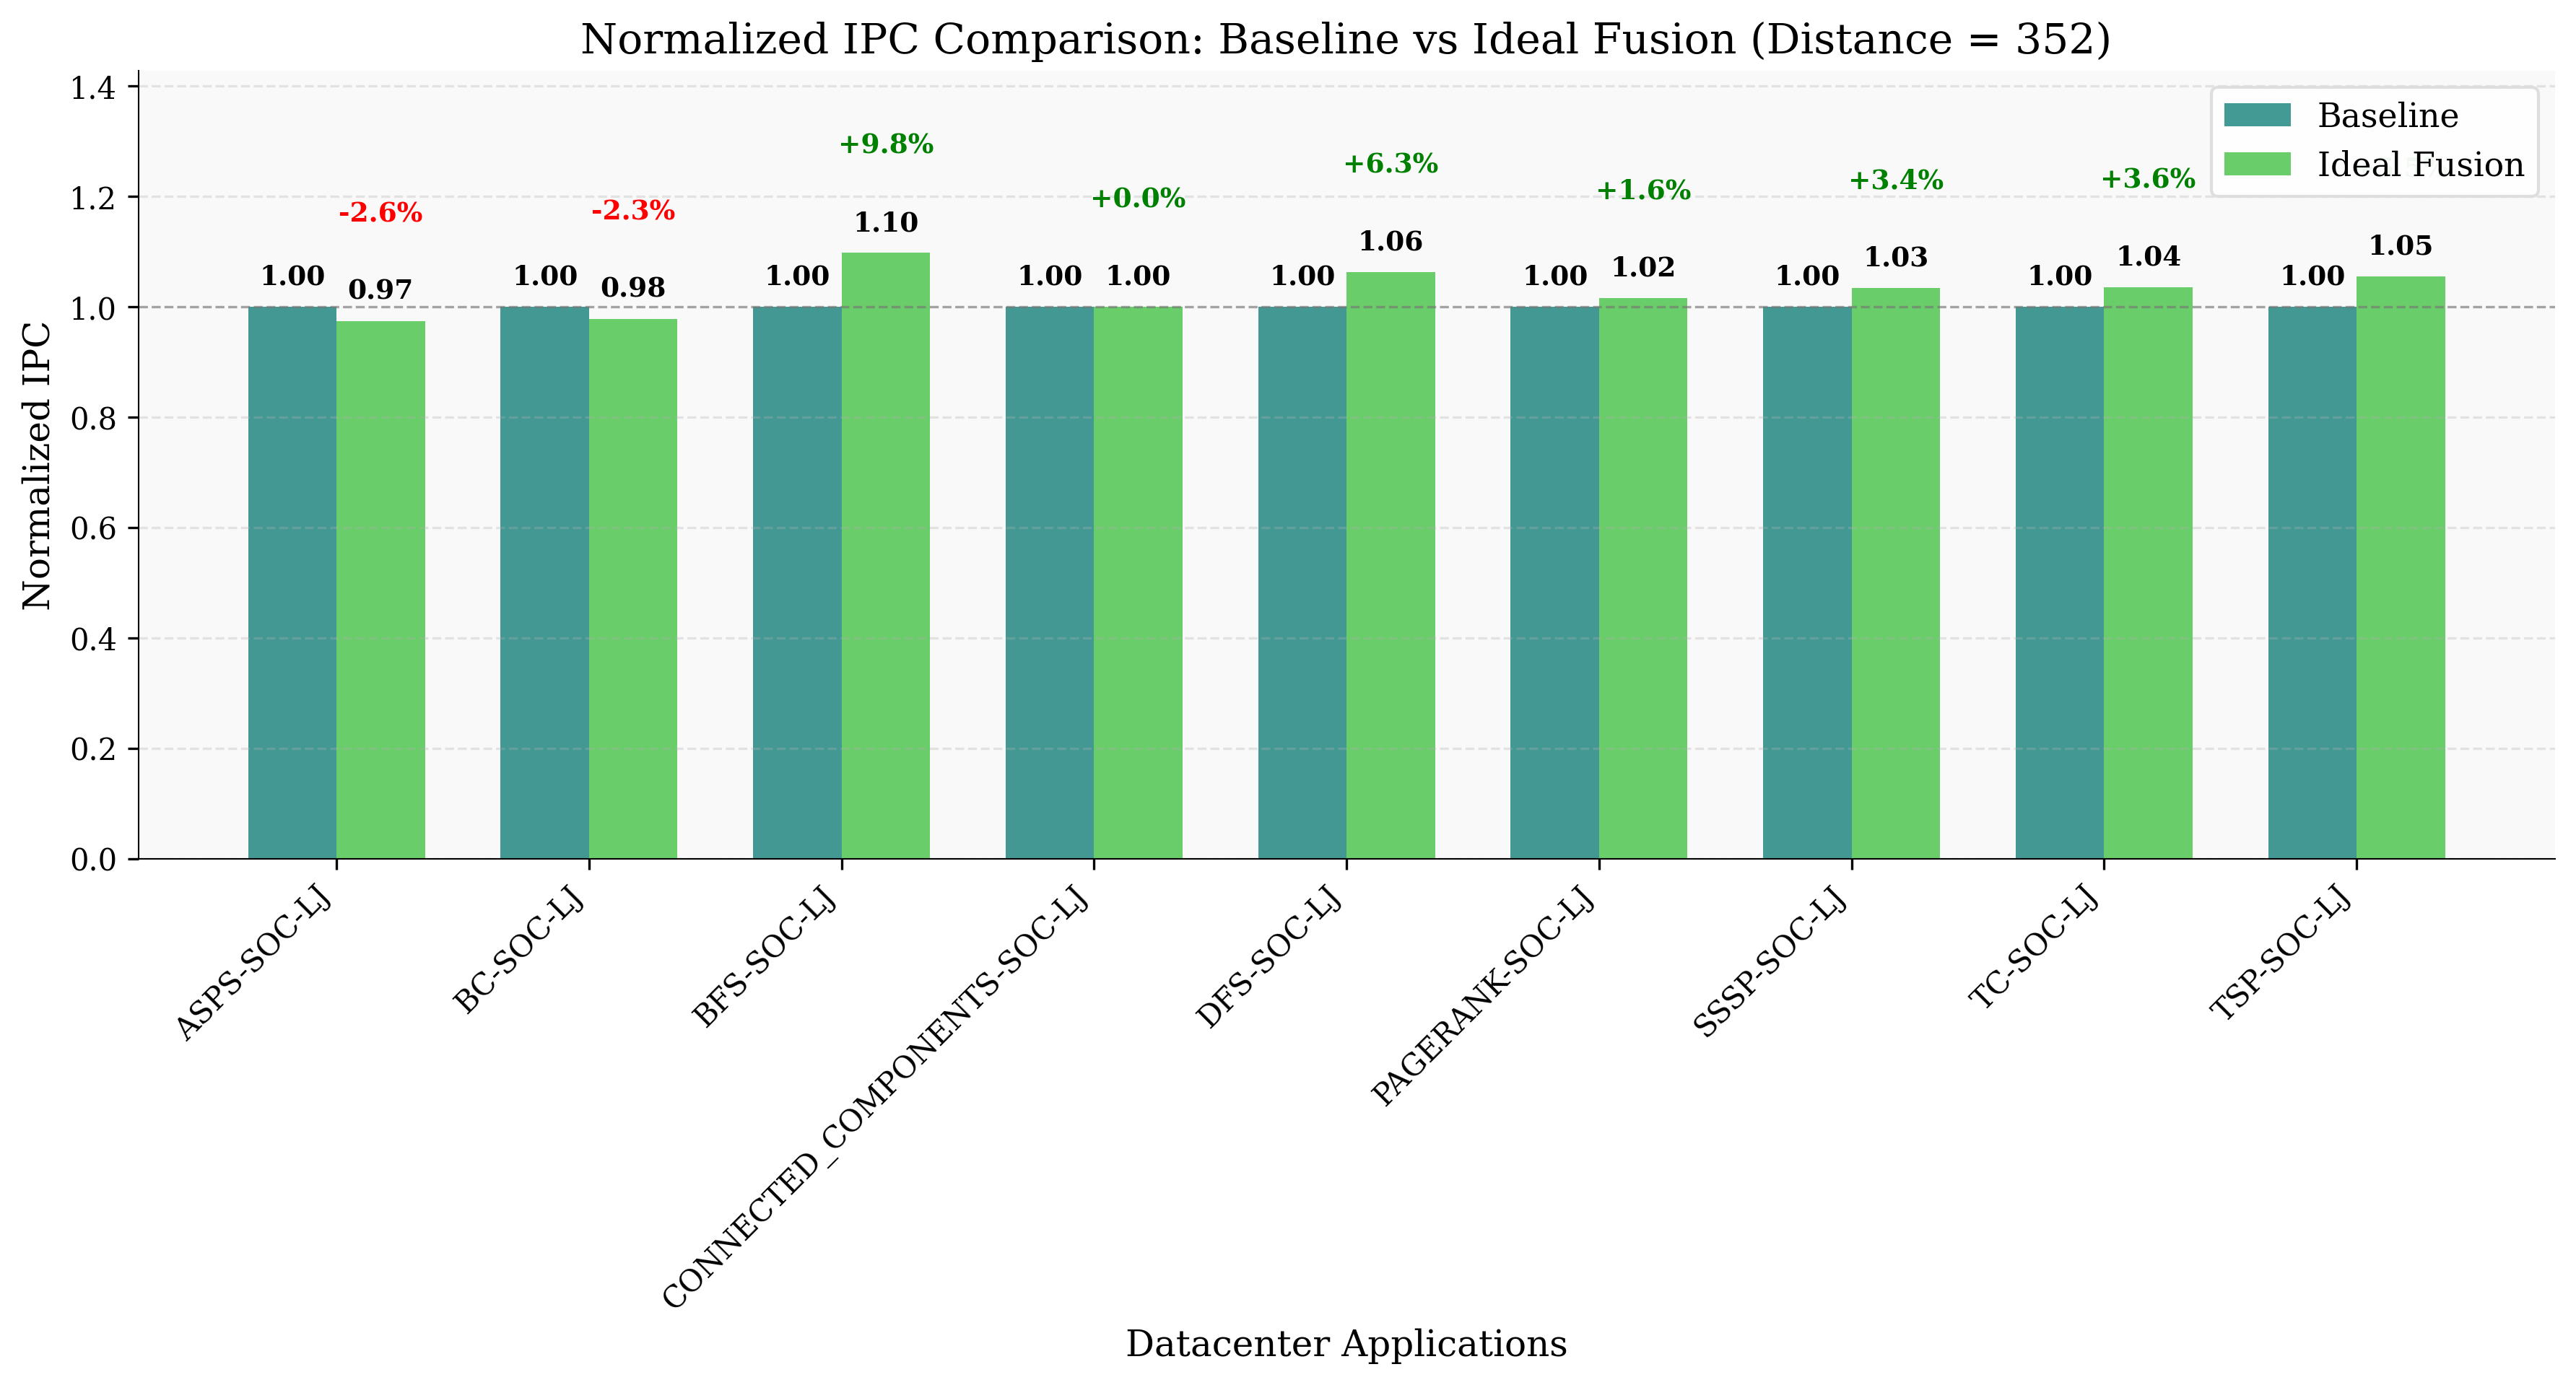 Normalized IPC Comparison: Baseline vs Ideal Fusion (Distance = 352)
Normalized IPC
1.4
1.2
1.0
0.8
0.6
0.4
0.2
0.0
Baseline
Ideal Fusion
-2.6%
-2.3%
+9.8%
+0.0%
+6.3%
+1.6%
+3.4%
+3.6%
1.00 0.97
1.00 0.98
1.00 1.10
1.00 1.00
1.00 1.06
1.00 1.02
1.00 1.03
1.00 1.04
1.00 1.05
ASPS-SOC-LJ
BC-SOC-LJ
BFS-SOC-LJ
CONNECTED_COMPONENTS-SOC-LJ
DFS-SOC-LJ
PAGERANK-SOC-LJ
SSSP-SOC-LJ
TC-SOC-LJ
TSP-SOC-LJ
Datacenter Applications